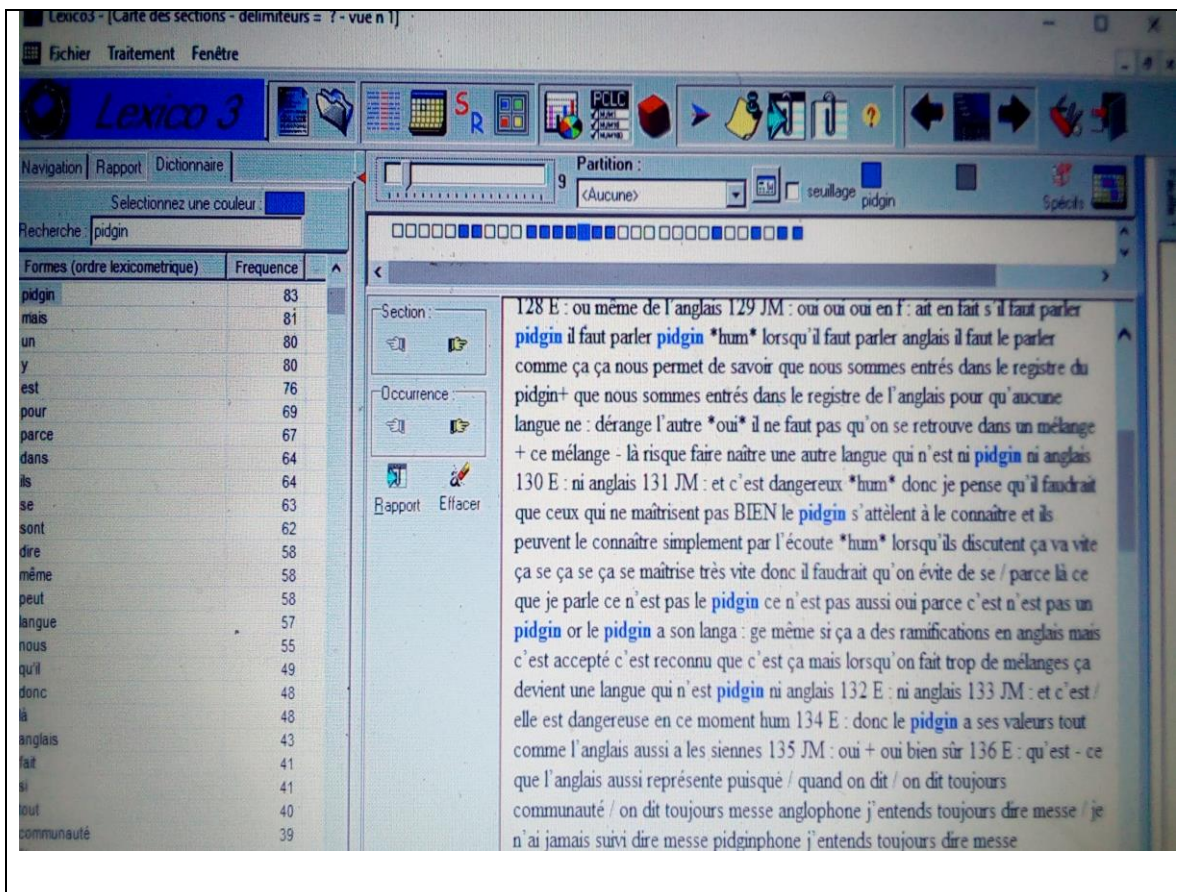 Lexico3 - [Carte des sections - delimiteurs = ? - vue n 1]
Fichier Traitement Fenêtre
Lexico 3
S R
PCLC
Navigation Rapport Dictionnaire
Selectionnez une couleur :
Recherche : pidgin
Formes (ordre lexicometrique) Frequence
pidgin 83
mais 81
un 80
y 80
est 76
pour 69
parce 67
dans 64
ils 64
se 63
sont 62
dire 58
même 58
peut 58
langue 57
nous 55
qu'il 49
donc 48
là 48
anglais 43
fait 41
si 41
tout 40
communauté 39
9
Partition :
<Aucune>
seuillage
pidgin
Spécifs
Section :
Occurrence :
Rapport Effacer
128 E : ou même de l'anglais 129 JM : oui oui oui en f : ait en fait s'il faut parler
pidgin il faut parler pidgin *hum* lorsqu'il faut parler anglais il faut le parler
comme ça ça nous permet de savoir que nous sommes entrés dans le registre du
pidgin+ que nous sommes entrés dans le registre de l'anglais pour qu'aucune
langue ne : dérange l'autre *oui* il ne faut pas qu'on se retrouve dans un mélange
+ ce mélange - là risque faire naître une autre langue qui n'est ni pidgin ni anglais
130 E : ni anglais 131 JM : et c'est dangereux *hum* donc je pense qu'il faudrait
que ceux qui ne maîtrisent pas BIEN le pidgin s'attèlent à le connaître et ils
peuvent le connaître simplement par l'écoute *hum* lorsqu'ils discutent ça va vite
ça se ça se ça se maîtrise très vite donc il faudrait qu'on évite de se / parce là ce
que je parle ce n'est pas le pidgin ce n'est pas aussi oui parce c'est n'est pas un
pidgin or le pidgin a son langa : ge même si ça a des ramifications en anglais mais
c'est accepté c'est reconnu que c'est ça mais lorsqu'on fait trop de mélanges ça
devient une langue qui n'est pidgin ni anglais 132 E : ni anglais 133 JM : et c'est /
elle est dangereuse en ce moment hum 134 E : donc le pidgin a ses valeurs tout
comme l'anglais aussi a les siennes 135 JM : oui + oui bien sûr 136 E : qu'est - ce
que l'anglais aussi représente puisquè / quand on dit / on dit toujours
communauté / on dit toujours messe anglophone j'entends toujours dire messe / je
n'ai jamais suivi dire messe pidginphone j'entends toujours dire messe